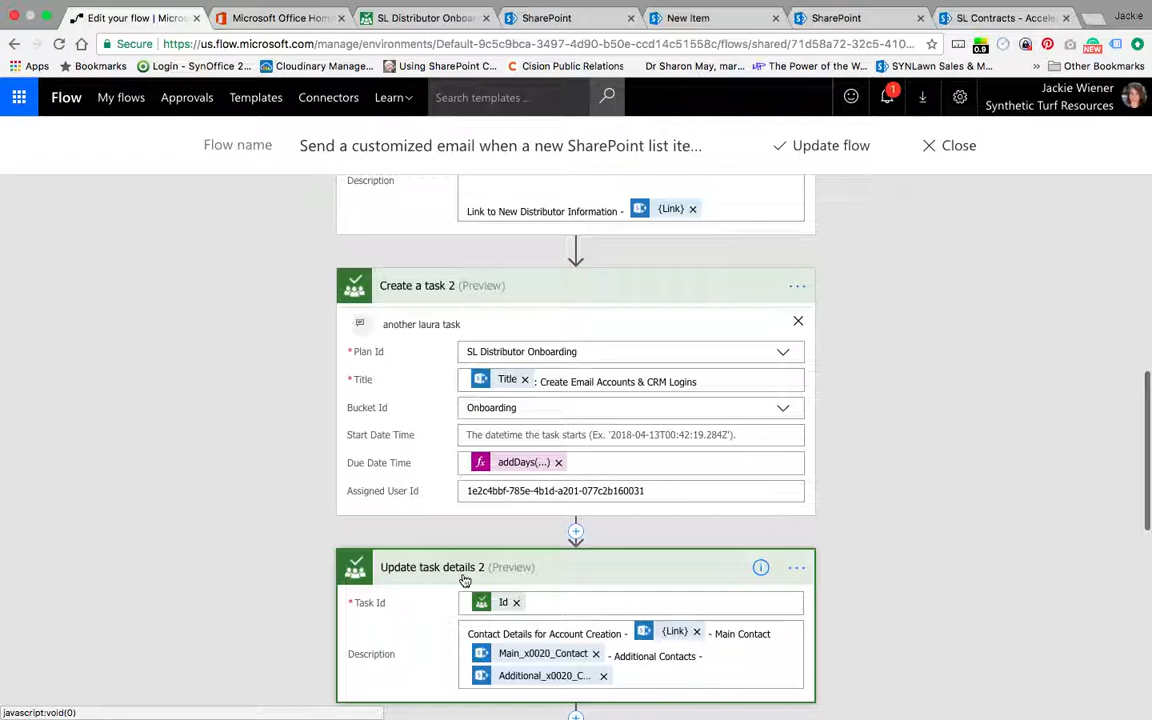 Edit your flow | Micros
Microsoft Office Hom
SL Distributor Onboa
SharePoint
New Item
SharePoint
SL Contracts - Accele
Jackie
Secure
https://us.flow.microsoft.com/manage/environments/Default-9c5c9bca-3497-4d90-b50e-ccd14c51558c/flows/shared/71d58a72-32c5-410...
0.9
NEW
Apps
Bookmarks
Login - SynOffice 2...
Cloudinary Manage...
Using SharePoint C...
Cision Public Relations
Dr Sharon May, mar...
The Power of the W...
SYNLawn Sales & M...
»
Other Bookmarks
Flow
My flows
Approvals
Templates
Connectors
Learn
Search templates...
1
Jackie Wiener
Synthetic Turf Resources
Flow name
Send a customized email when a new SharePoint list ite...
Update flow
Close
Description
Link to New Distributor Information - {Link}
Create a task 2 (Preview)
another laura task
* Plan Id
SL Distributor Onboarding
* Title
Title : Create Email Accounts & CRM Logins
Bucket Id
Onboarding
Start Date Time
The datetime the task starts (Ex. '2018-04-13T00:42:19.284Z').
Due Date Time
fx addDays(...)
Assigned User Id
1e2c4bbf-785e-4b1d-a201-077c2b160031
Update task details 2 (Preview)
* Task Id
Id
Contact Details for Account Creation - {Link} - Main Contact
Description
Main_x0020_Contact - Additional Contacts -
Additional_x0020_C...
javascript:void(0)